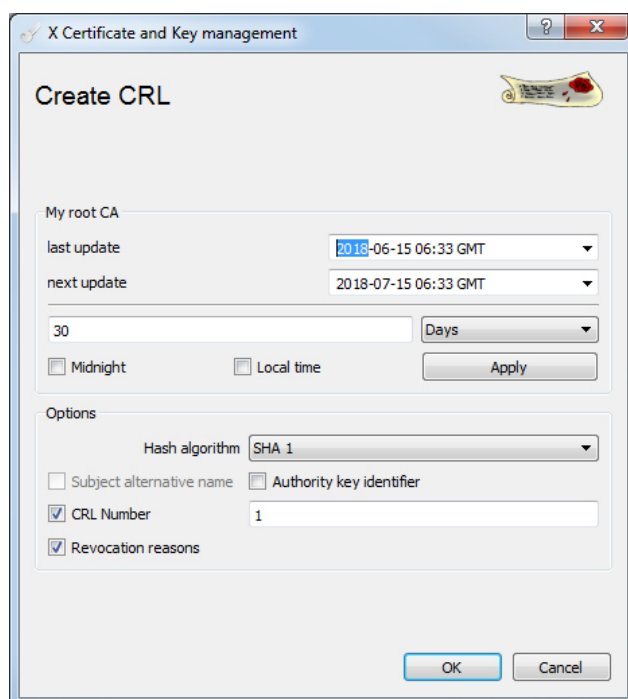 X Certificate and Key management
Create CRL
My root CA
last update 2018-06-15 06:33 GMT
next update 2018-07-15 06:33 GMT
30 Days
Midnight Local time Apply
Options
Hash algorithm SHA 1
Subject alternative name Authority key identifier
CRL Number 1
Revocation reasons
OK Cancel